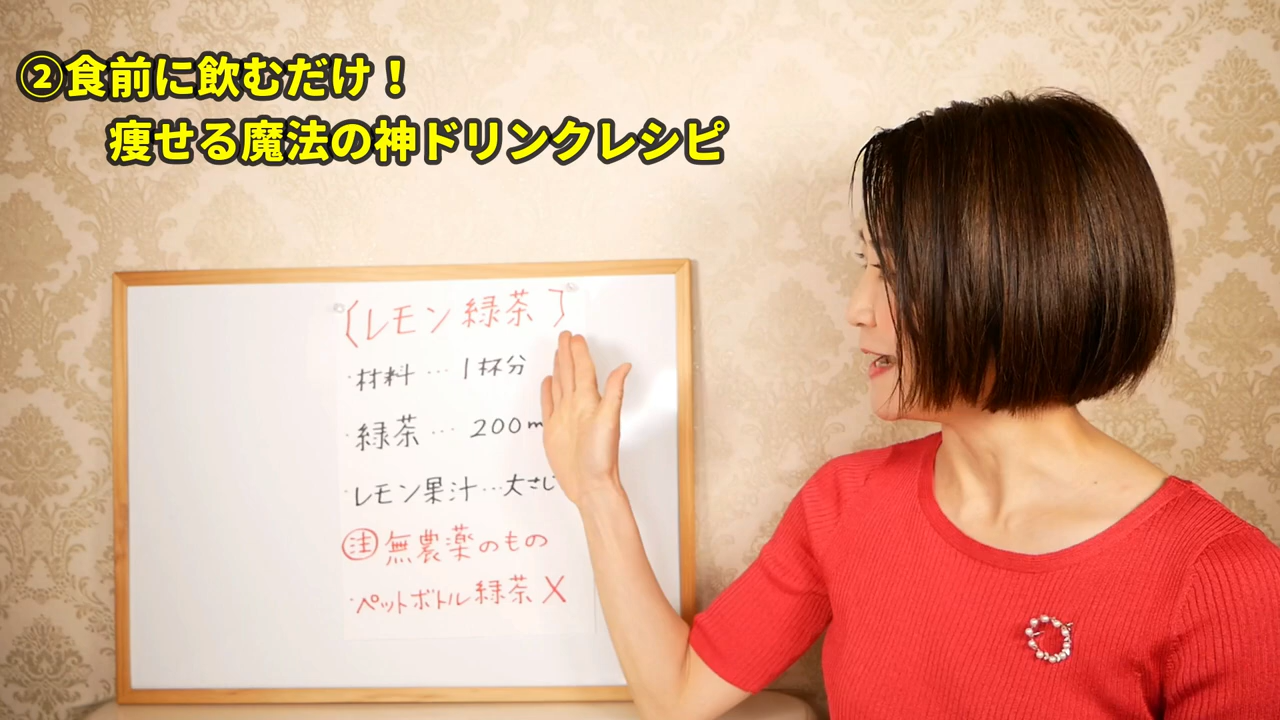 ②食前に飲むだけ！
痩せる魔法の神ドリンクレシピ
〔レモン緑茶〕
・材料…1杯分
・緑茶…200m
・レモン果汁…大さじ
㊟無農薬のもの
・ペットボトル緑茶X